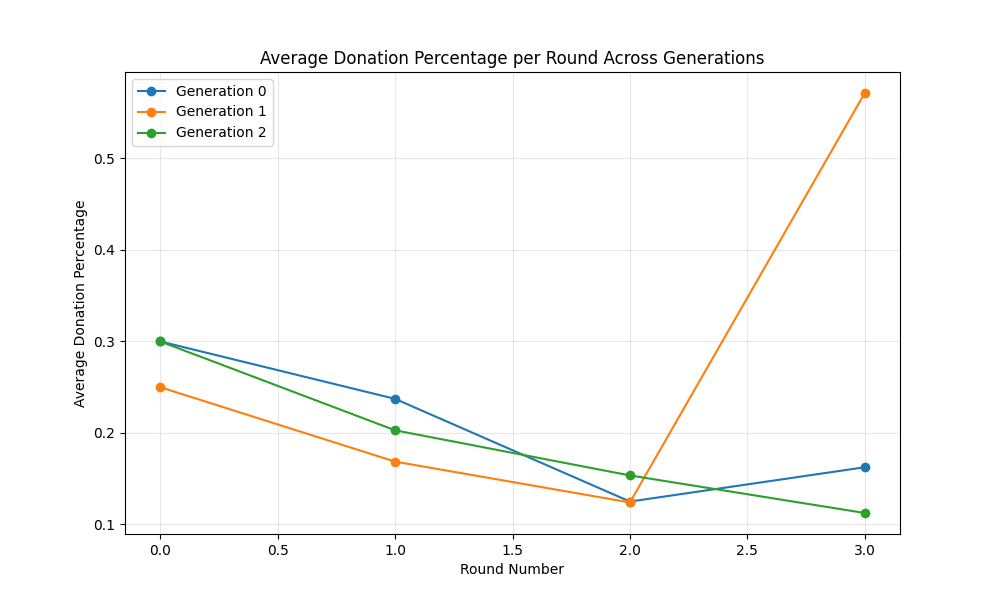 Average Donation Percentage per Round Across Generations
Generation 0
Generation 1
Generation 2
Average Donation Percentage
0.5
0.4
0.3
0.2
0.1
0.0 0.5 1.0 1.5 2.0 2.5 3.0
Round Number